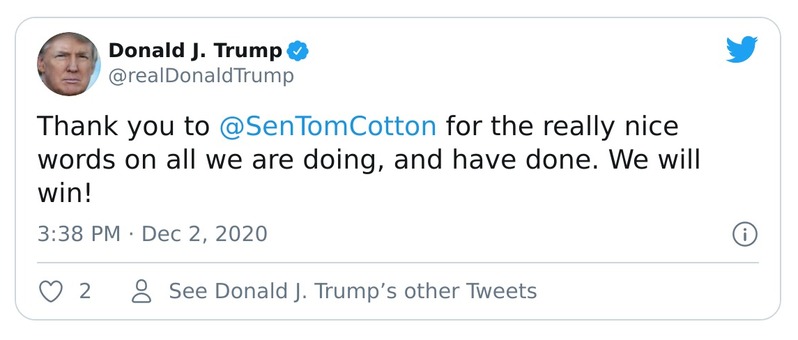 Donald J. Trump
@realDonaldTrump
Thank you to @SenTomCotton for the really nice
words on all we are doing, and have done. We will
win!
3:38 PM · Dec 2, 2020
2 See Donald J. Trump’s other Tweets